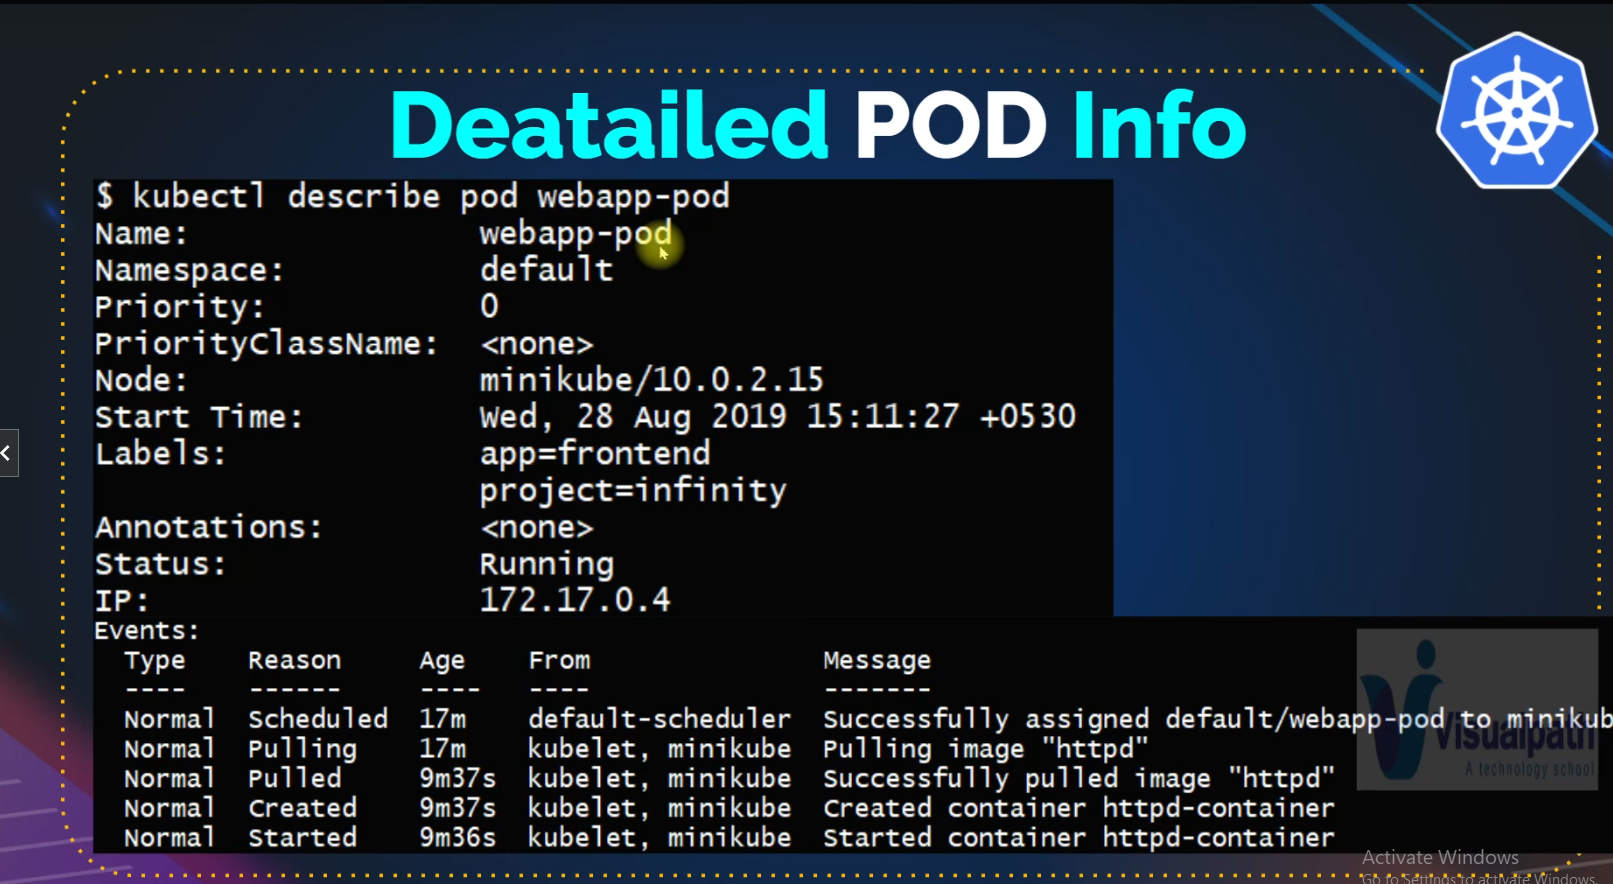 Deatailed POD Info
$ kubectl describe pod webapp-pod
Name: webapp-pod
Namespace: default
Priority: 0
PriorityClassName: <none>
Node: minikube/10.0.2.15
Start Time: Wed, 28 Aug 2019 15:11:27 +0530
Labels: app=frontend
project=infinity
Annotations: <none>
Status: Running
IP: 172.17.0.4
Events:
Type Reason Age From Message
---- ------ ---- ---- -------
Normal Scheduled 17m default-scheduler Successfully assigned default/webapp-pod to minikub
Normal Pulling 17m kubelet, minikube Pulling image "httpd"
Normal Pulled 9m37s kubelet, minikube Successfully pulled image "httpd"
Normal Created 9m37s kubelet, minikube Created container httpd-container
Normal Started 9m36s kubelet, minikube Started container httpd-container
Visualpath
A technology school
Activate Windows
Go to Settings to activate Windows.